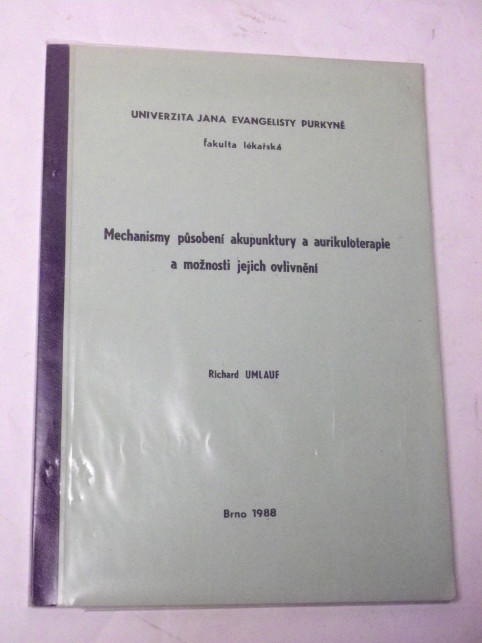 UNIVERZITA JANA EVANGELISTY PURKYNĚ
fakulta lékařská
Mechanismy působení akupunktury a aurikuloterapie
a možnosti jejich ovlivnění
Richard UMLAUF
Brno 1988